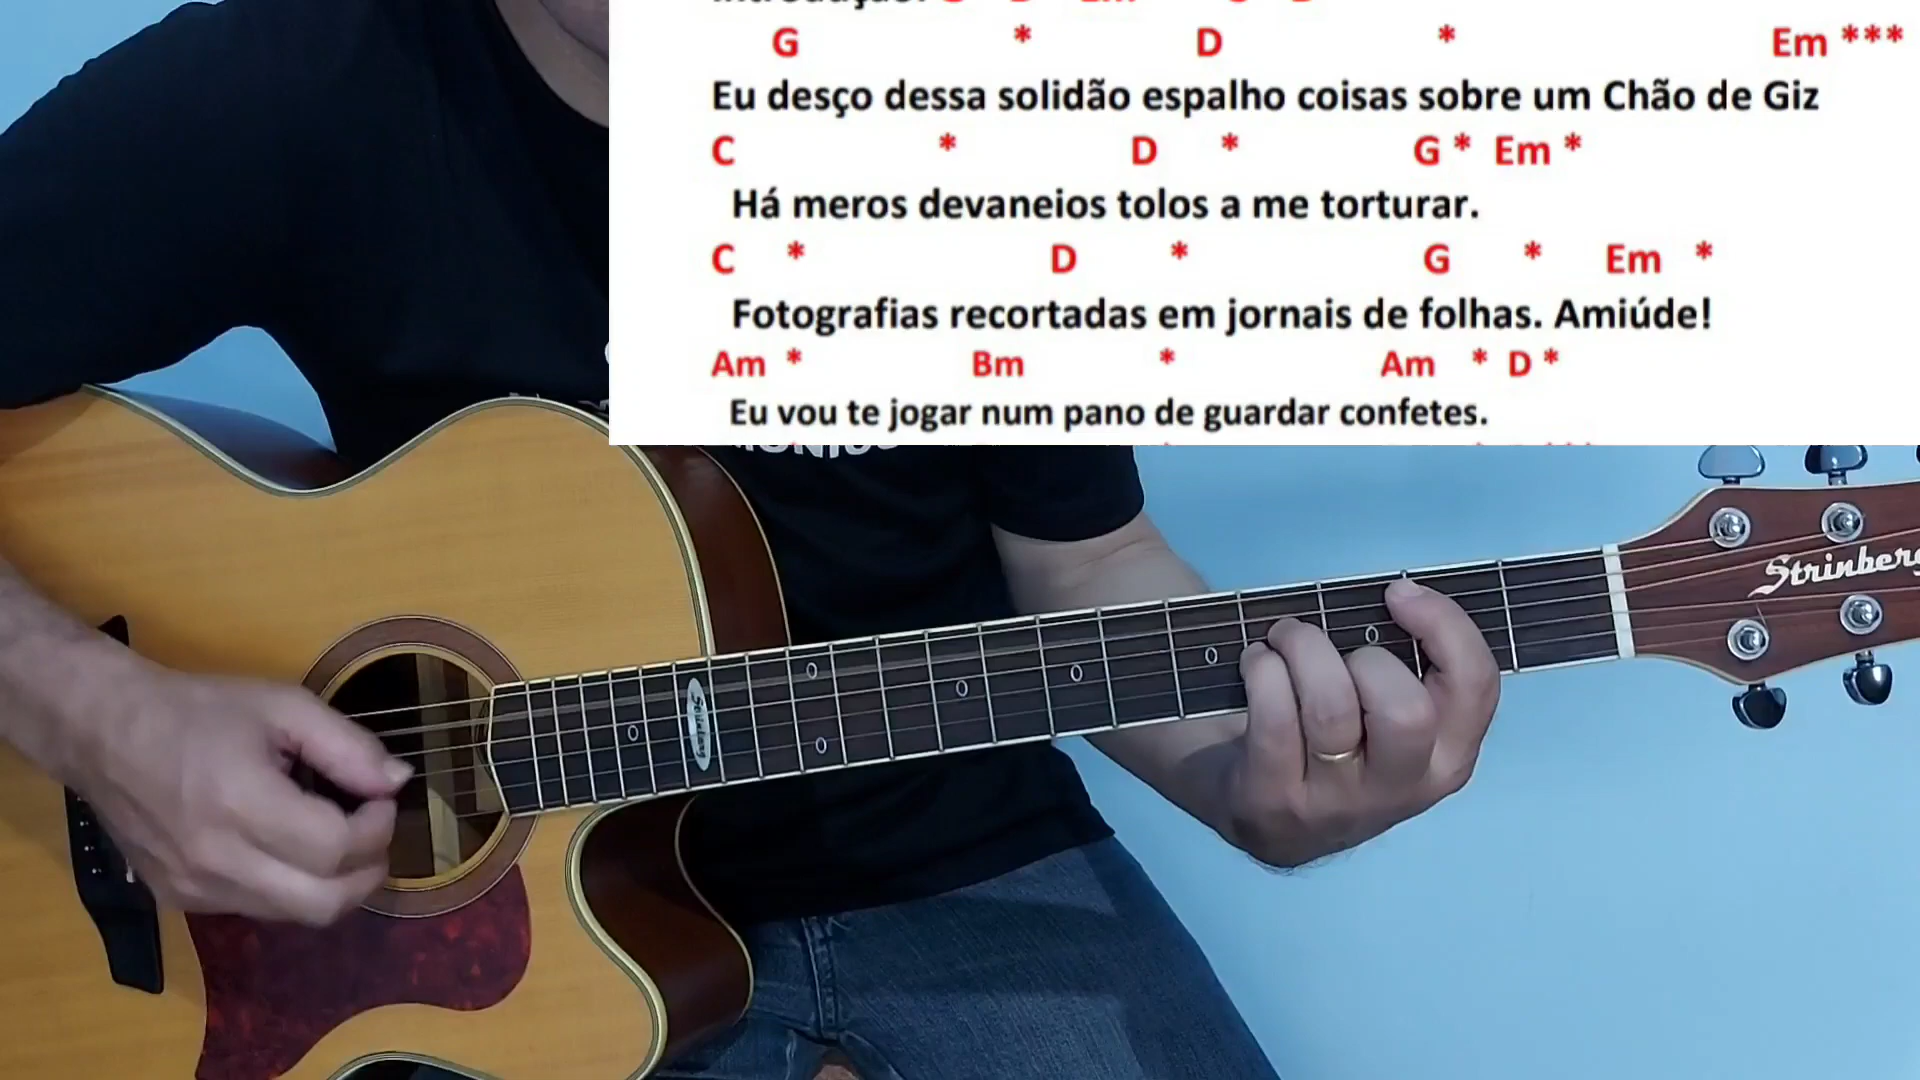 G * D * Em ***
Eu desço dessa solidão espalho coisas sobre um Chão de Giz
C * D * G * Em *
Há meros devaneios tolos a me torturar.
C * D * G * Em *
Fotografias recortadas em jornais de folhas. Amiúde!
Am * Bm * Am * D *
Eu vou te jogar num pano de guardar confetes.
Strinberg